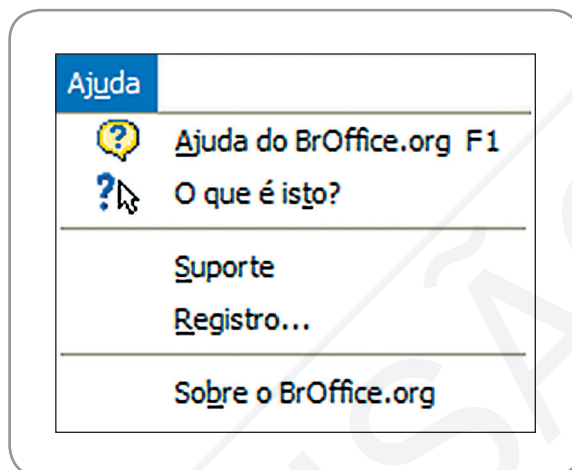 Ajuda
Ajuda do BrOffice.org F1
O que é isto?
Suporte
Registro...
Sobre o BrOffice.org